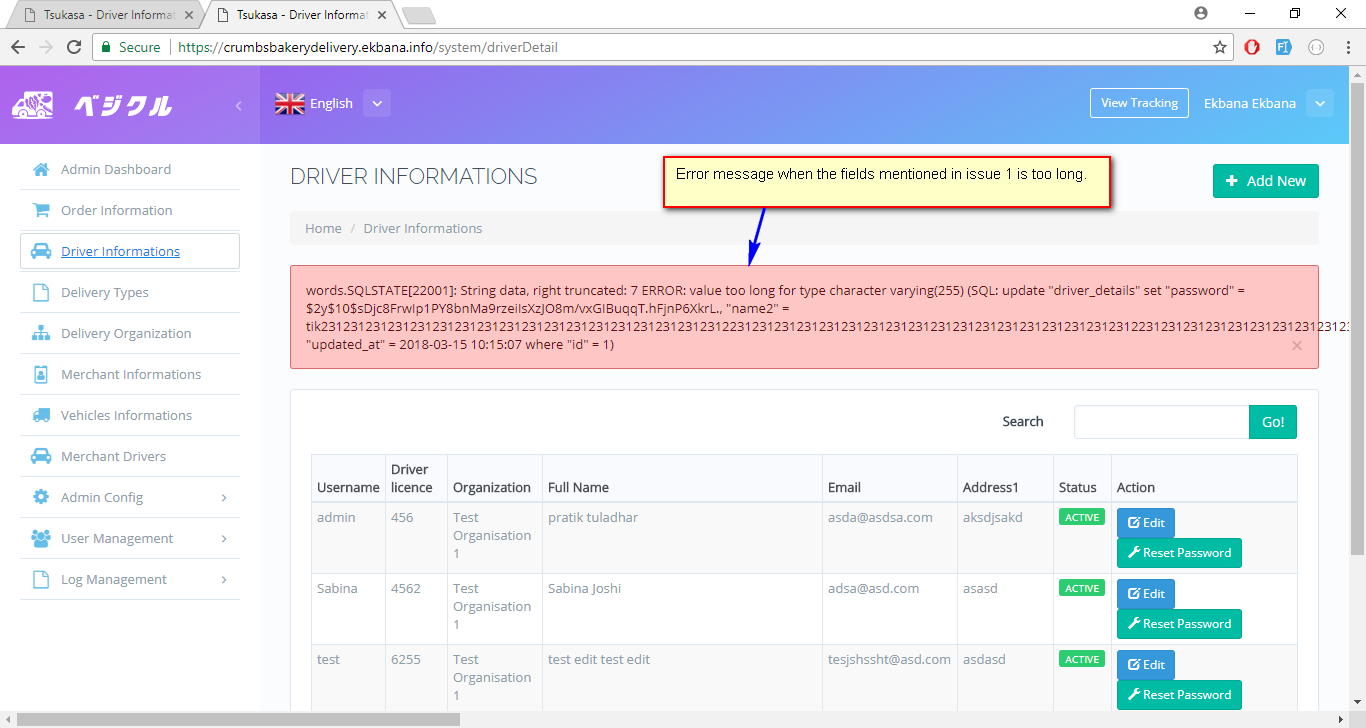 Tsukasa - Driver Informat
Tsukasa - Driver Informat
Secure
https://crumbsbakerydelivery.ekbana.info/system/driverDetail
ベジクル
English
View Tracking
Ekbana Ekbana
Admin Dashboard
Order Information
Driver Informations
Delivery Types
Delivery Organization
Merchant Informations
Vehicles Informations
Merchant Drivers
Admin Config
User Management
Log Management
DRIVER INFORMATIONS
Error message when the fields mentioned in issue 1 is too long.
Add New
Home / Driver Informations
words.SQLSTATE[22001]: String data, right truncated: 7 ERROR: value too long for type character varying(255) (SQL: update "driver_details" set "password" =
"name2" =
"updated_at" = 2018-03-15 10:15:07 where "id" = 1)
×
Search
Go!
Username Driver licence Organization Full Name Email Address1 Status Action
admin 456 Test Organisation 1 pratik tuladhar asda@asdsa.com aksdjsakd ACTIVE Edit
Reset Password
Sabina 4562 Test Organisation 1 Sabina Joshi adsa@asd.com asasd ACTIVE Edit
Reset Password
test 6255 Test Organisation 1 test edit test edit tesjshssht@asd.com asdasd ACTIVE Edit
Reset Password